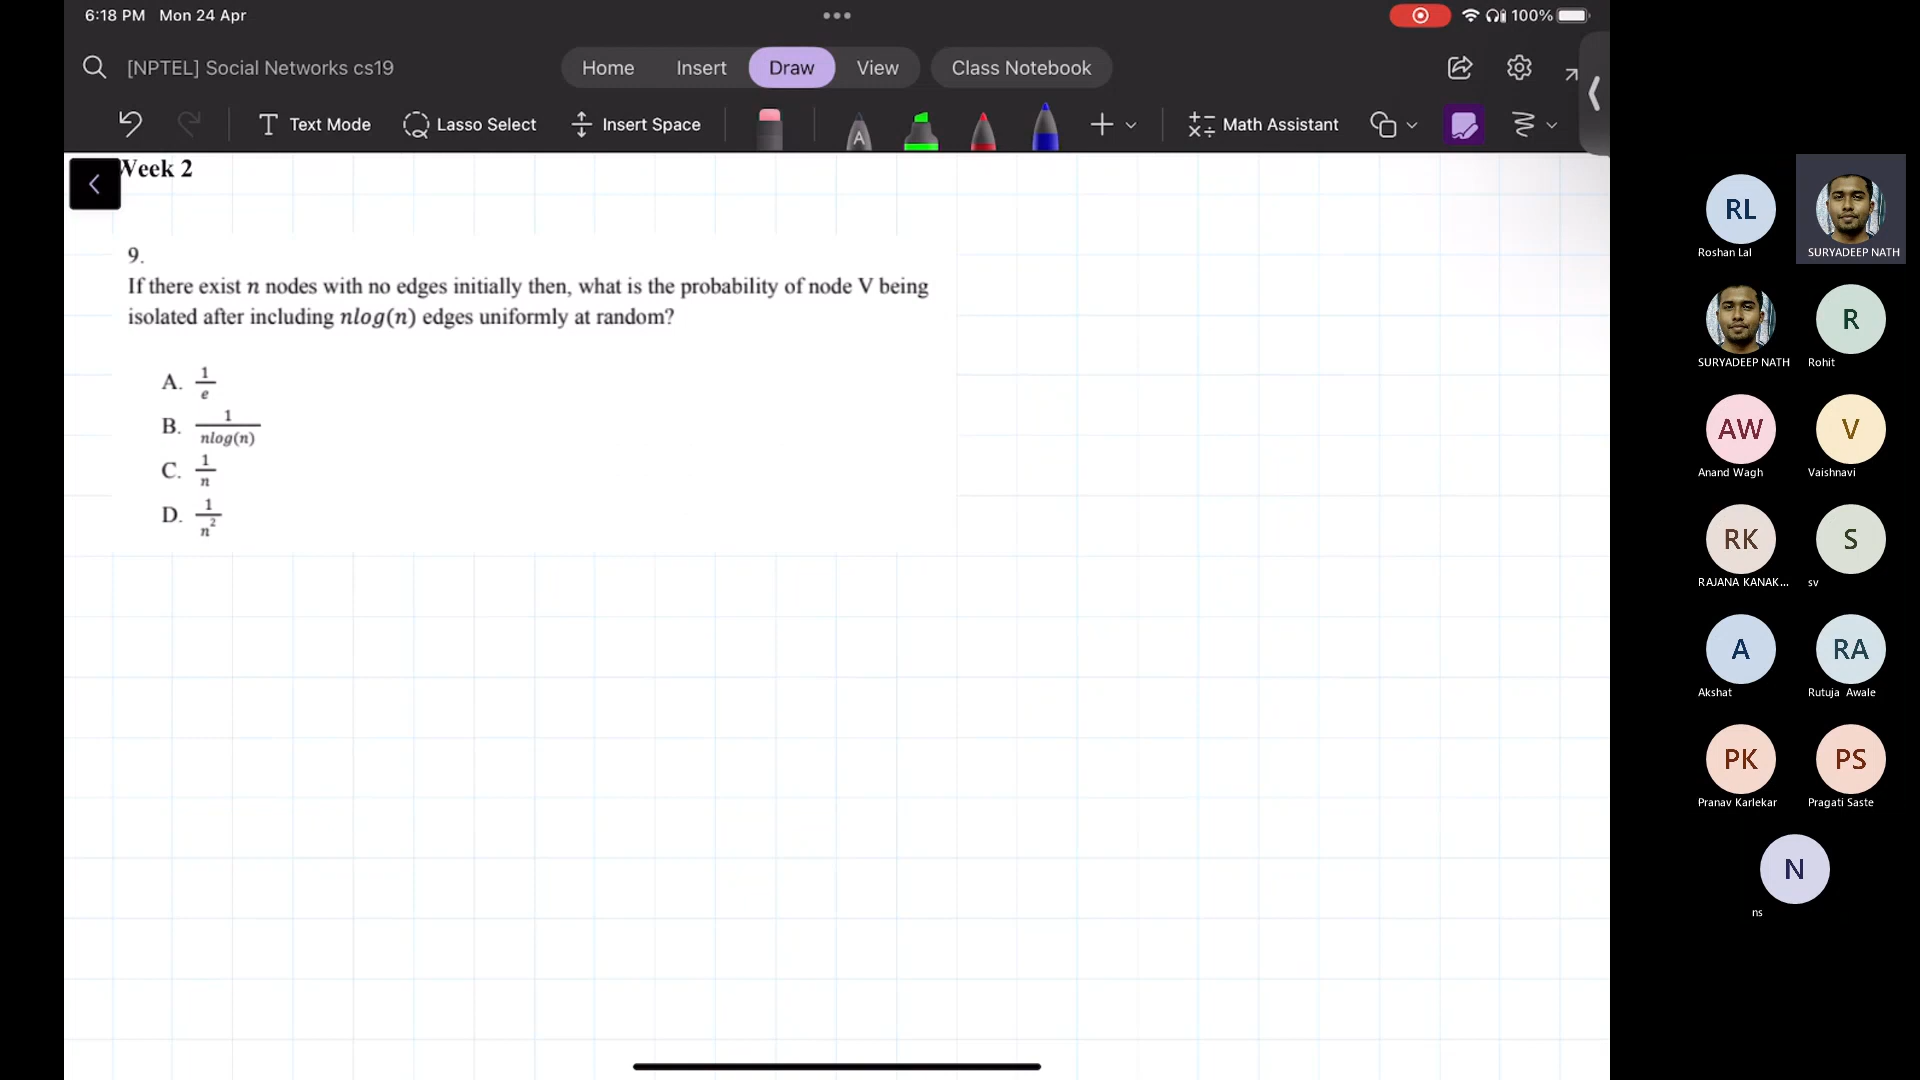 6:18 PM Mon 24 Apr
100%
[NPTEL] Social Networks cs19
Home Insert Draw View Class Notebook
Text Mode Lasso Select Insert Space A Math Assistant
Week 2
9.
If there exist n nodes with no edges initially then, what is the probability of node V being
isolated after including nlog(n) edges uniformly at random?
A. 1/e
B. 1/nlog(n)
C. 1/n
D. 1/n²
RL
Roshan Lal
SURYADEEP NATH
SURYADEEP NATH
R
Rohit
AW
Anand Wagh
V
Vaishnavi
RK
RAJANA KANAK...
S
sv
A
Akshat
RA
Rutuja Awale
PK
Pranav Karlekar
PS
Pragati Saste
N
ns